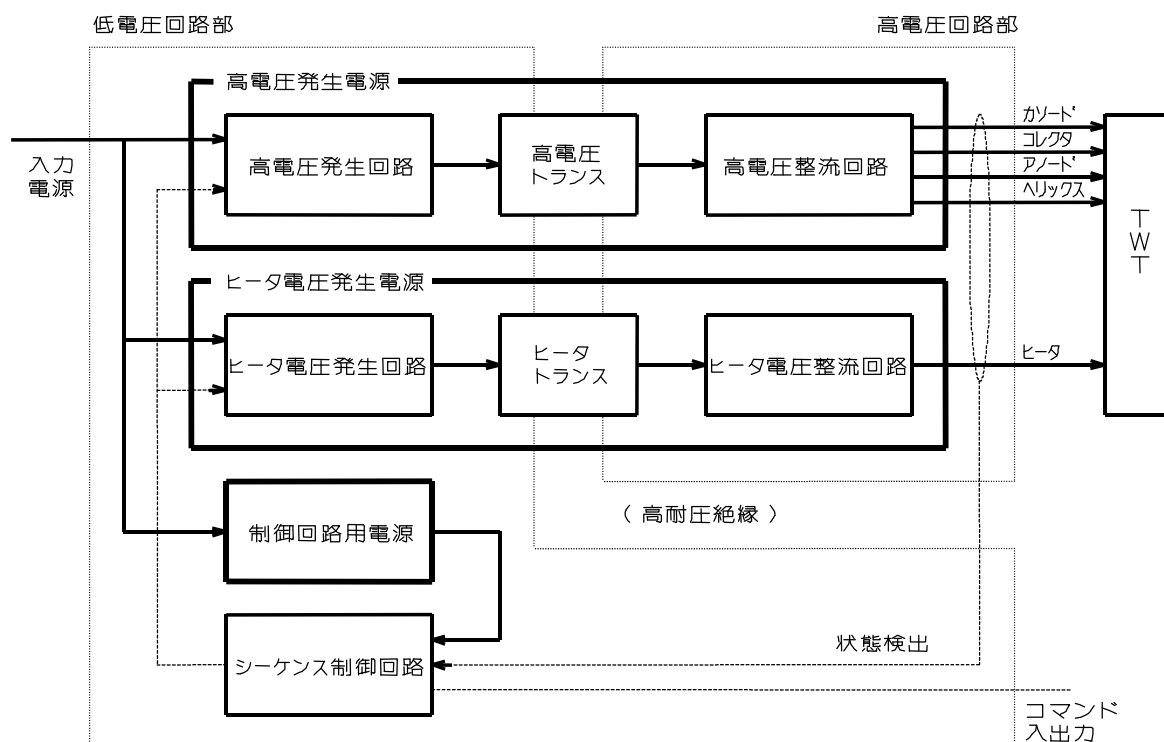 低電圧回路部
高電圧回路部
高電圧発生電源
入力
電源
高電圧発生回路
高電圧
トランス
高電圧整流回路
カソード
コレクタ
アノード
ヘリックス
TWT
ヒータ電圧発生電源
ヒータ電圧発生回路
ヒータ
トランス
ヒータ電圧整流回路
ヒータ
制御回路用電源
(高耐圧絶縁)
シーケンス制御回路
状態検出
コマンド
入出力